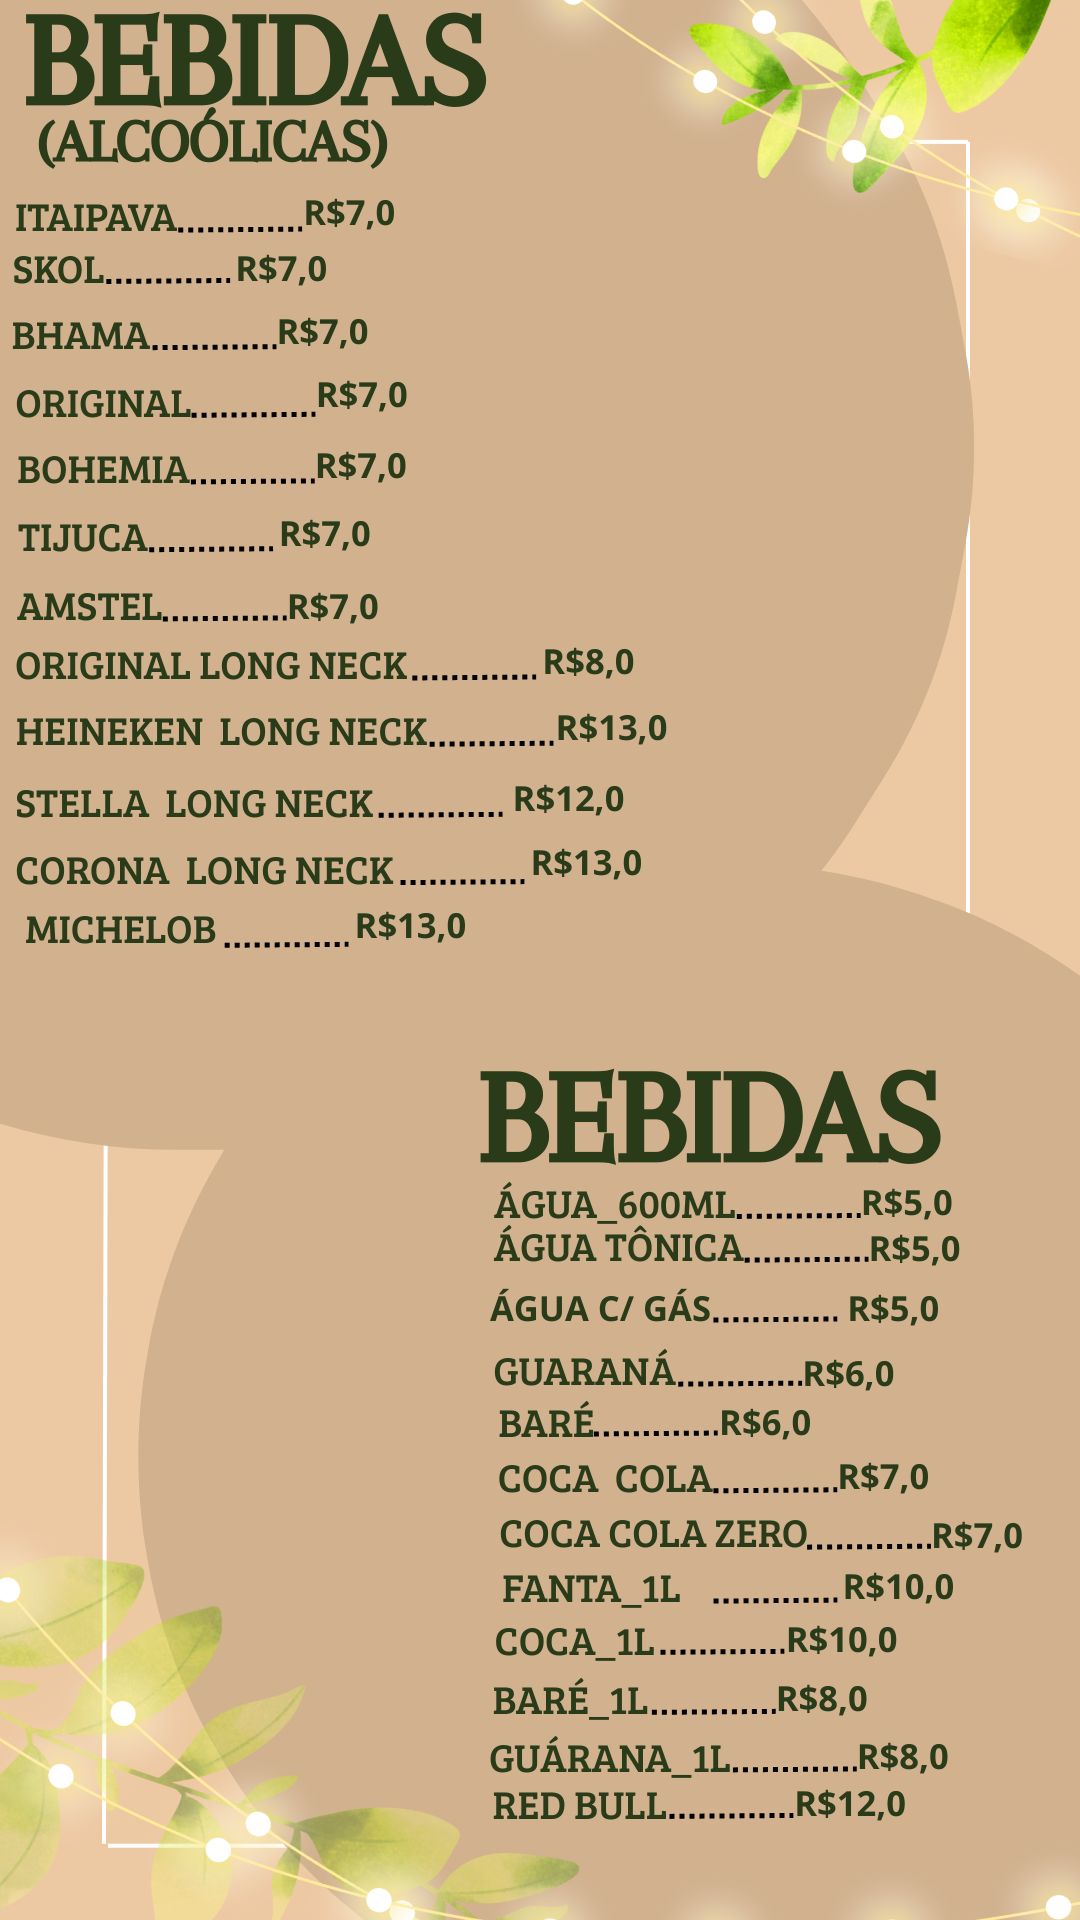 BEBIDAS
(ALCOÓLICAS)
ITAIPAVA.............R$7,0
SKOL............. R$7,0
BHAMA.............R$7,0
ORIGINAL.............R$7,0
BOHEMIA.............R$7,0
TIJUCA............. R$7,0
AMSTEL.............R$7,0
ORIGINAL LONG NECK............. R$8,0
HEINEKEN LONG NECK.............R$13,0
STELLA LONG NECK............. R$12,0
CORONA LONG NECK............. R$13,0
MICHELOB ............. R$13,0
BEBIDAS
ÁGUA_600ML.............R$5,0
ÁGUA TÔNICA.............R$5,0
ÁGUA C/ GÁS............. R$5,0
GUARANÁ.............R$6,0
BARÉ.............R$6,0
COCA COLA.............R$7,0
COCA COLA ZERO.............R$7,0
FANTA_1L ............. R$10,0
COCA_1L.............R$10,0
BARÉ_1L.............R$8,0
GUÁRANA_1L.............R$8,0
RED BULL.............R$12,0